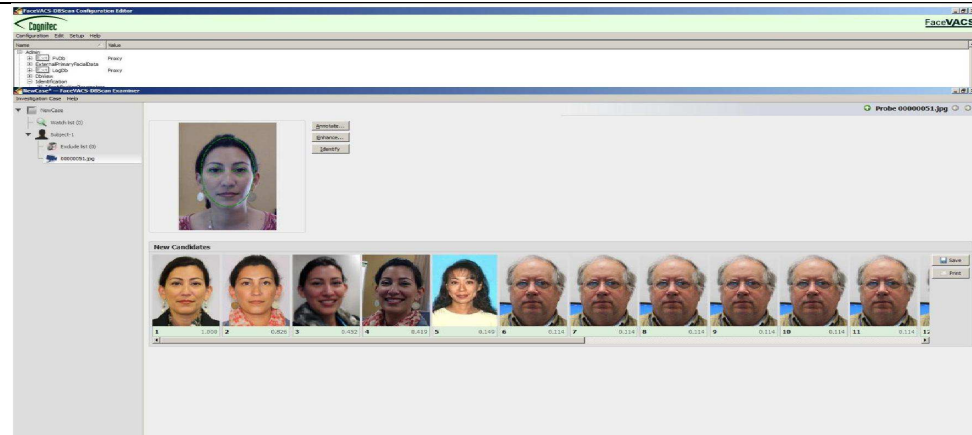 FaceVACS-DBScan Configuration Editor
Cognitec
FaceVACS
Configuration Edit Setup Help
Name Value
Admin
FvDb Proxy
ExternalPrimaryFacialData
LogDb Proxy
DbView
Identification
NewCase* - FaceVACS-DBScan Examiner
Investigation Case Help
NewCase
Probe 00000051.jpg
Watch list (0)
Subject 1
Annotate...
Exclude list (0)
Enhance...
00000051.jpg
Identify
New Candidates
Save
Print
1 1.000 2 0.826 3 0.432 4 0.419 5 0.149 6 0.114 7 0.114 8 0.114 9 0.114 10 0.114 11 0.114 12